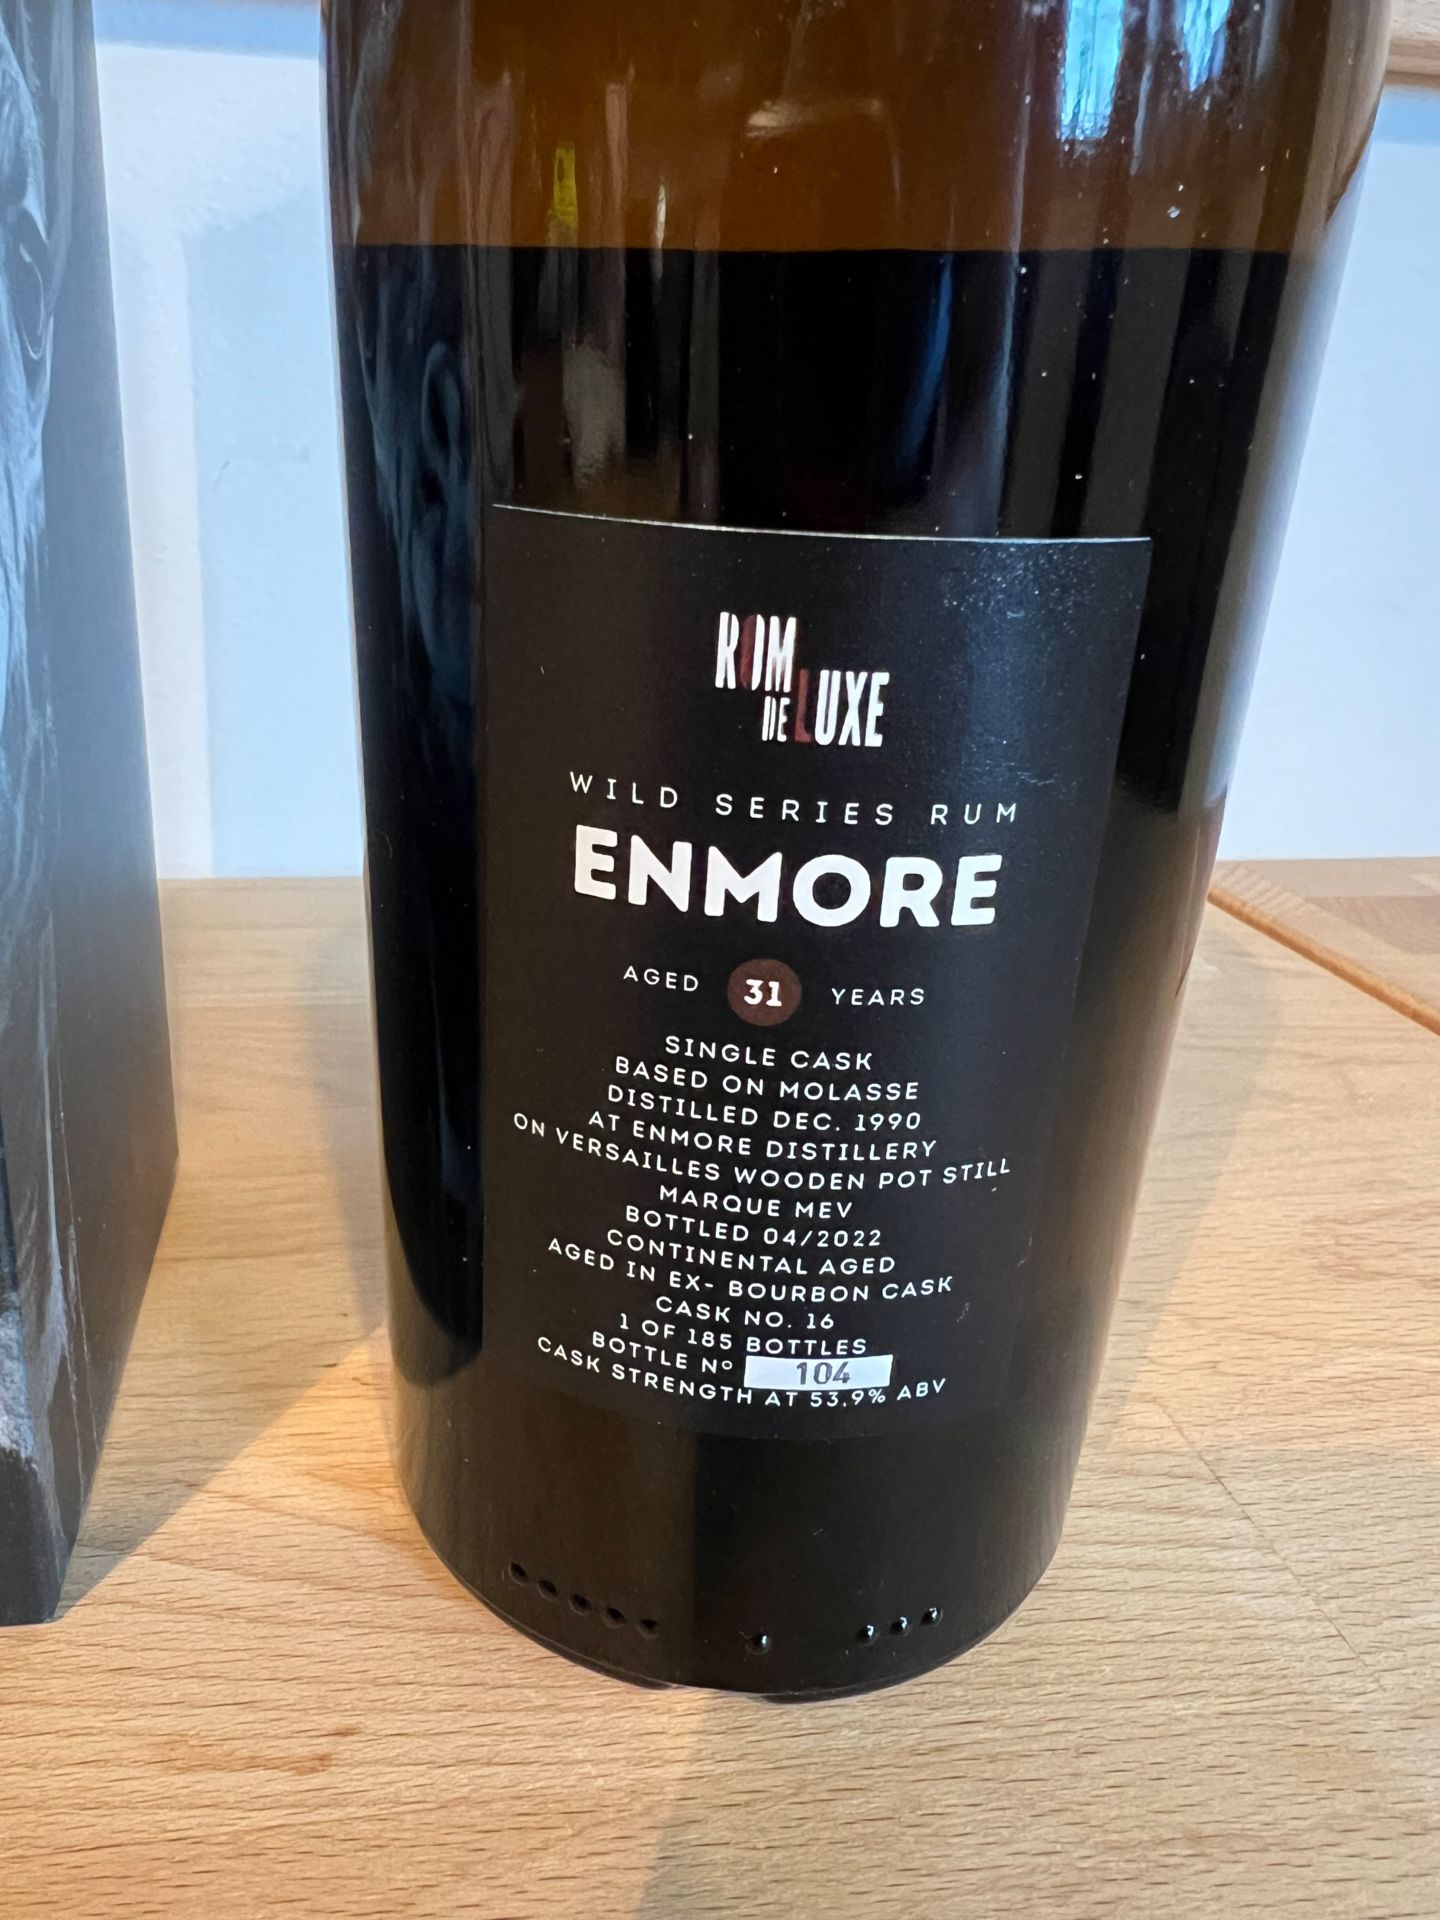 ROM
DE LUXE
WILD SERIES RUM
ENMORE
AGED 31 YEARS
SINGLE CASK
BASED ON MOLASSE
DISTILLED DEC. 1990
AT ENMORE DISTILLERY
ON VERSAILLES WOODEN POT STILL
MARQUE MEV
BOTTLED 04/2022
CONTINENTAL AGED
AGED IN EX- BOURBON CASK
CASK NO. 16
1 OF 185 BOTTLES
BOTTLE Nº 104
CASK STRENGTH AT 53.9% ABV